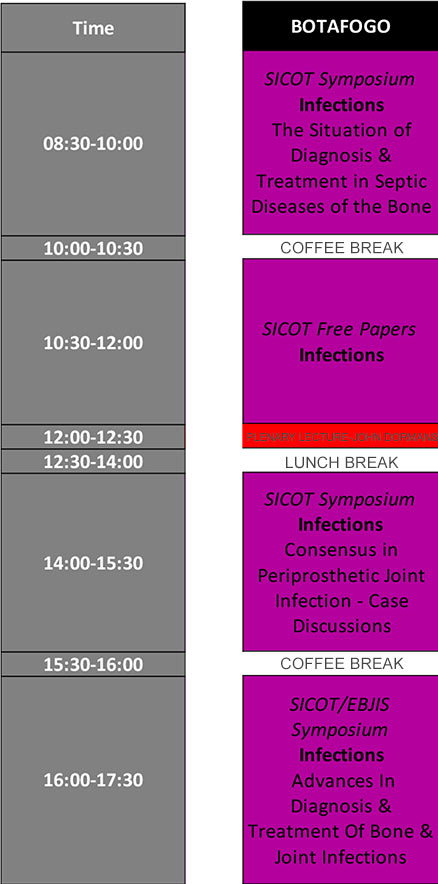 Time
BOTAFOGO
08:30-10:00
SICOT Symposium
Infections
The Situation of
Diagnosis &
Treatment in Septic
Diseases of the Bone
10:00-10:30
COFFEE BREAK
10:30-12:00
SICOT Free Papers
Infections
12:00-12:30
PLENARY LECTURE-JOHN
12:30-14:00
LUNCH BREAK
14:00-15:30
SICOT Symposium
Infections
Consensus in
Periprosthetic Joint
Infection - Case
Discussions
15:30-16:00
COFFEE BREAK
16:00-17:30
SICOT/EBJIS
Symposium
Infections
Advances In
Diagnosis &
Treatment Of Bone &
Joint Infections